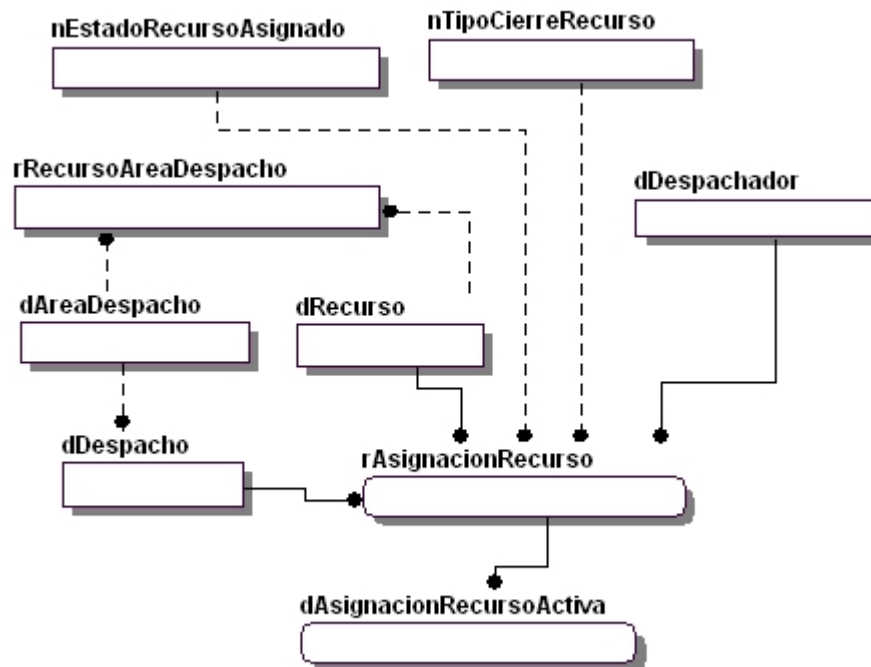 nEstadoRecursoAsignado
nTipoCierreRecurso
rRecursoAreaDespacho
dDespachador
dAreaDespacho
dRecurso
dDespacho
rAsignacionRecurso
dAsignacionRecursoActiva